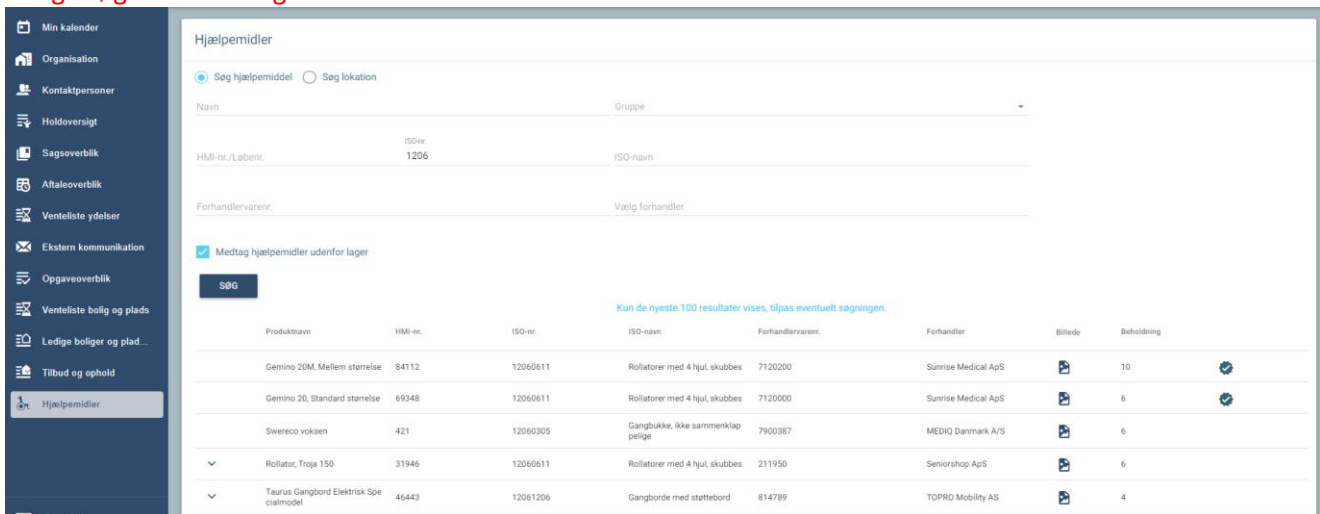 Min kalender
Organisation
Kontaktpersoner
Holdoversigt
Sagsoverblik
Aftaleoverblik
Venteliste ydelser
Ekstern kommunikation
Opgaveoverblik
Venteliste bolig og plads
Ledige boliger og plad...
Tilbud og ophold
Hjælpemidler
Hjælpemidler
Søg hjælpemiddel Søg lokation
Navn Gruppe
ISO-nr.
HMI-nr./Løbenr. 1206 ISO-navn
Forhandlervarenr. Vælg forhandler
Medtag hjælpemidler udenfor lager
SØG
Kun de nyeste 100 resultater vises, tilpas eventuelt søgningen.
Produktnavn HMI-nr. ISO-nr. ISO-navn Forhandlervarenr. Forhandler Billede Beholdning
Gemino 20M, Mellem størrelse 84112 12060611 Rollatorer med 4 hjul, skubbes 7120200 Sunrise Medical ApS 10
Gemino 20, Standard størrelse 69348 12060611 Rollatorer med 4 hjul, skubbes 7120000 Sunrise Medical ApS 6
Swereco voksen 421 12060305 Gangbukke, ikke sammenklap
pelige 7900387 MEDIQ Danmark A/S 6
Rollator, Troja 150 31946 12060611 Rollatorer med 4 hjul, skubbes 211950 Seniorshop ApS 6
Taurus Gangbord Elektrisk Spe
cialmodel 46443 12061206 Gangborde med støttebord 814789 TOPRO Mobility AS 4